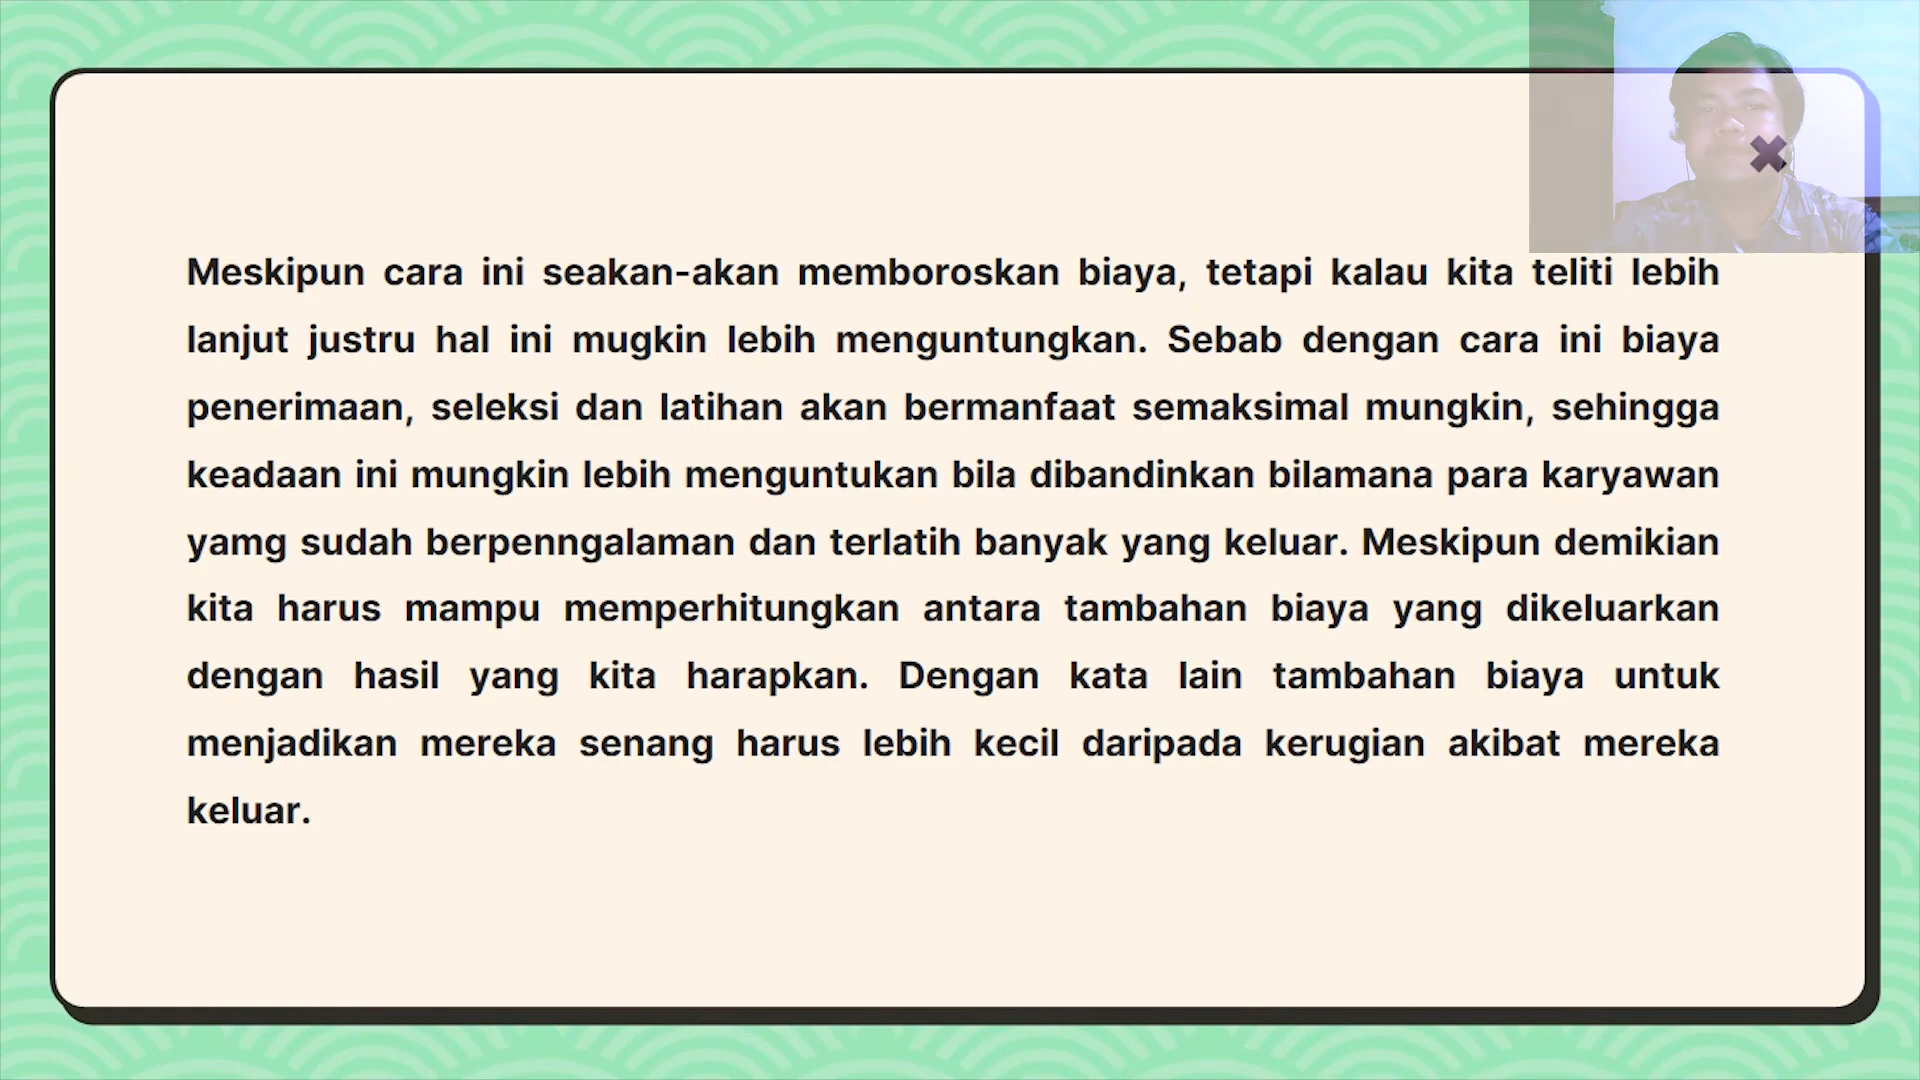 Meskipun cara ini seakan-akan memboroskan biaya, tetapi kalau kita teliti lebih
lanjut justru hal ini mugkin lebih menguntungkan. Sebab dengan cara ini biaya
penerimaan, seleksi dan latihan akan bermanfaat semaksimal mungkin, sehingga
keadaan ini mungkin lebih menguntukan bila dibandinkan bilamana para karyawan
yamg sudah berpenngalaman dan terlatih banyak yang keluar. Meskipun demikian
kita harus mampu memperhitungkan antara tambahan biaya yang dikeluarkan
dengan hasil yang kita harapkan. Dengan kata lain tambahan biaya untuk
menjadikan mereka senang harus lebih kecil daripada kerugian akibat mereka
keluar.